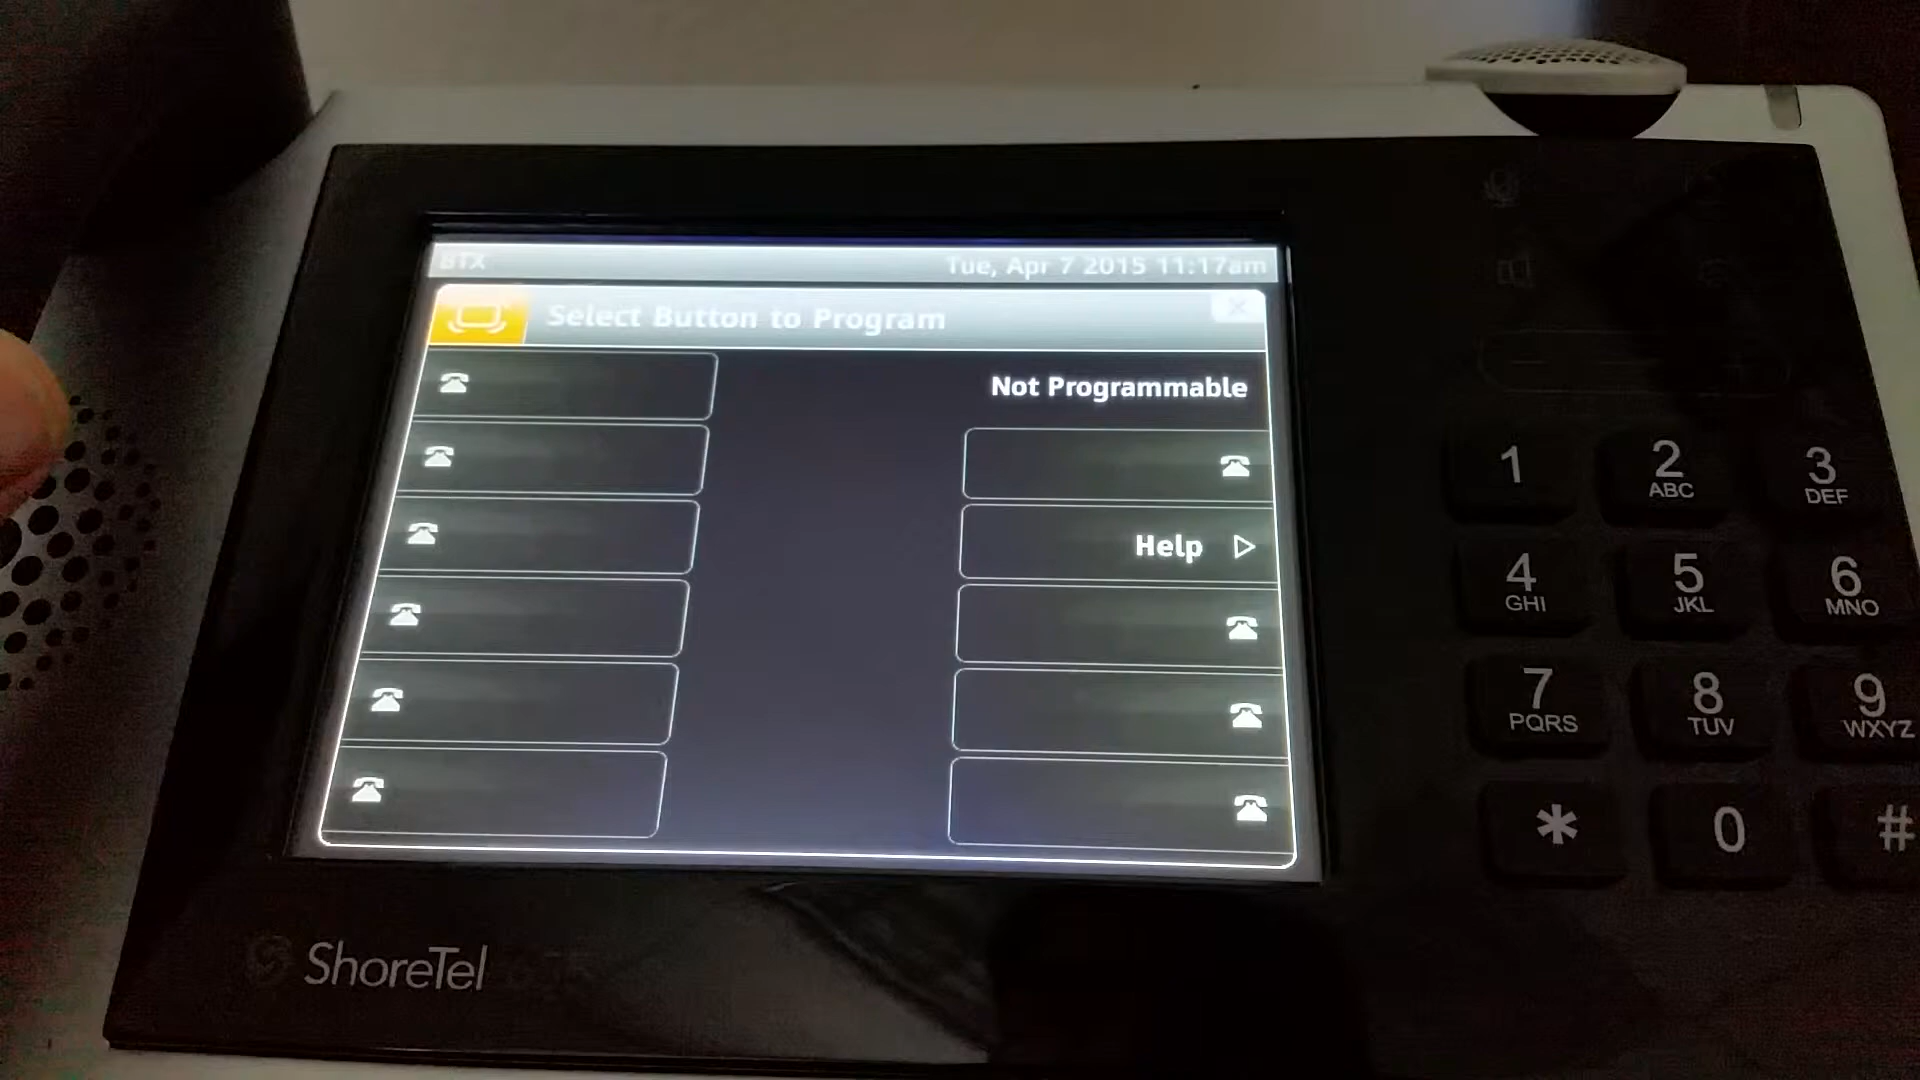 BTX
Tue, Apr 7 2015 11:17am
Select Button to Program
Not Programmable
Help
1
2
ABC
3
DEF
4
GHI
5
JKL
6
MNO
7
PQRS
8
TUV
9
WXYZ
*
0
#
ShoreTel